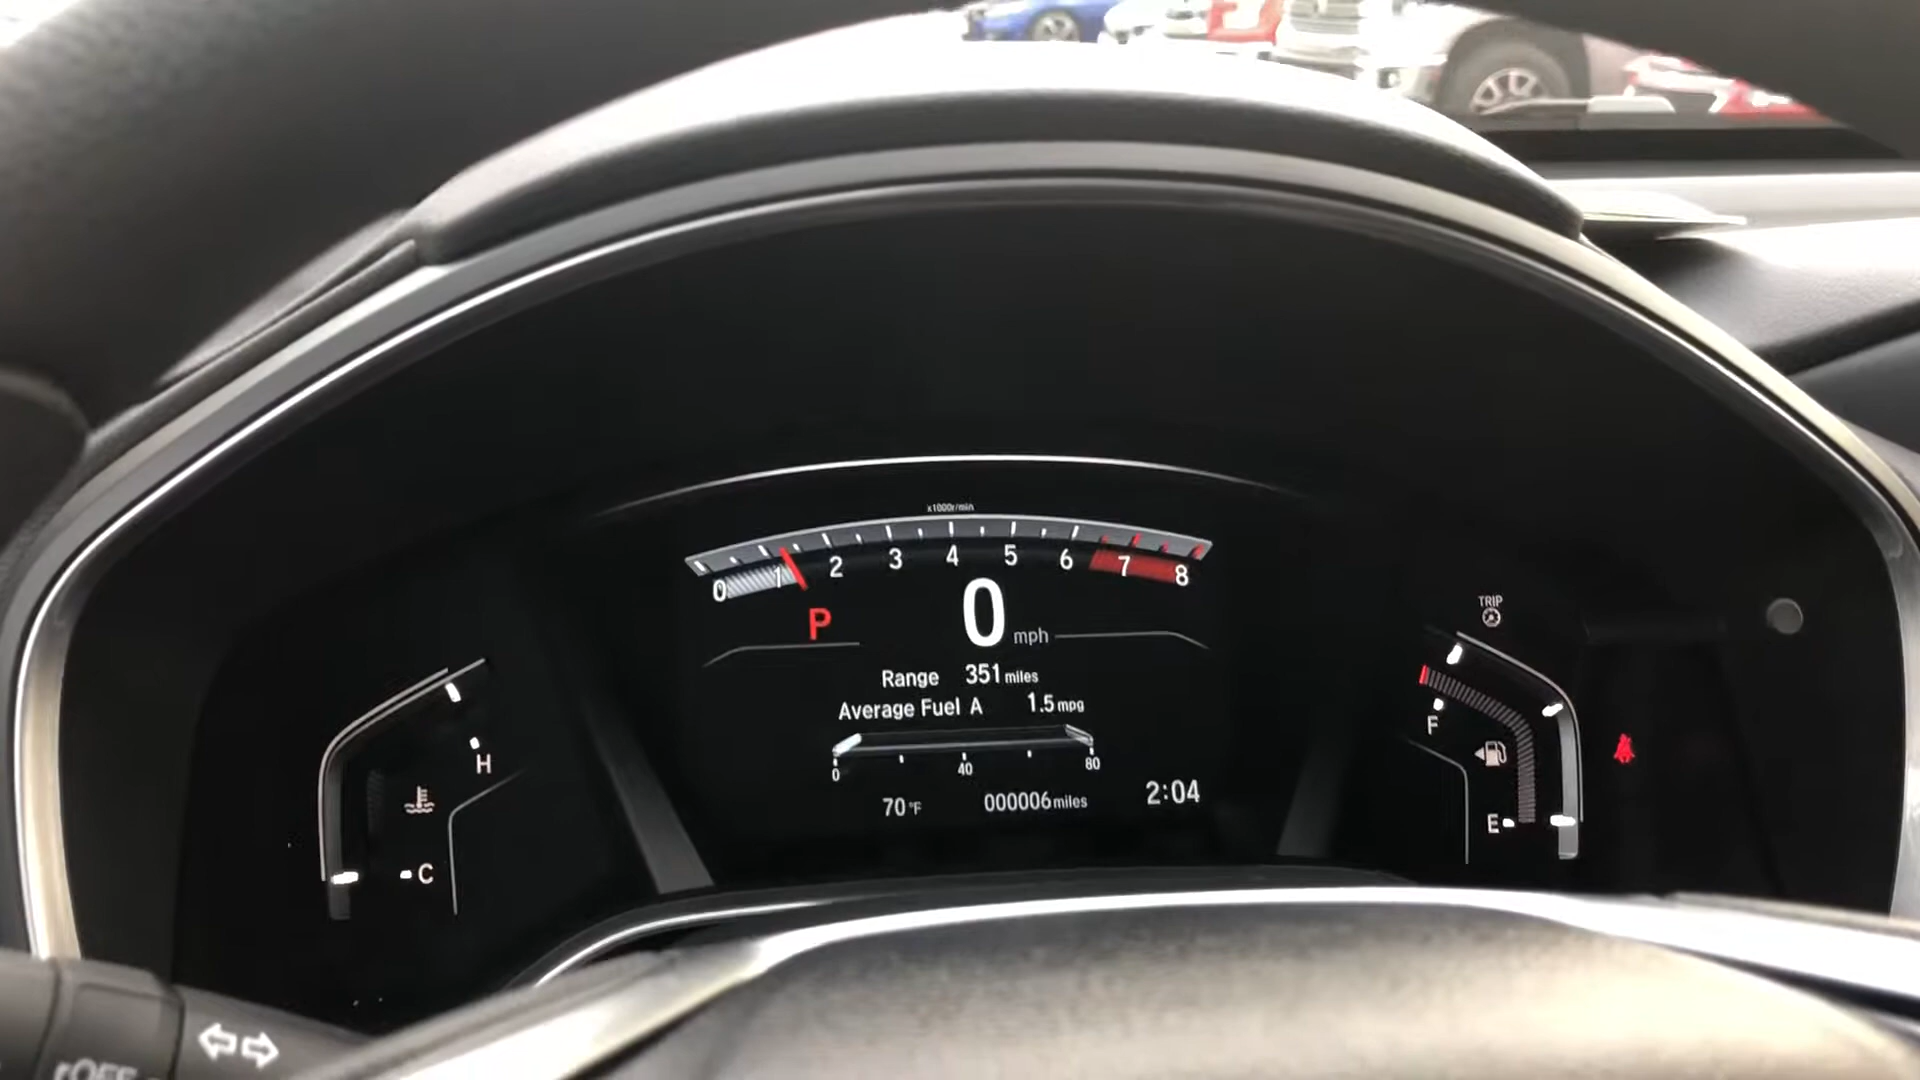 x1000r/min
0 1 2 3 4 5 6 7 8
P 0 mph
TRIP
Range 351 miles
Average Fuel A 1.5 mpg
0 40 80
70 °F 000006 miles 2:04
H
C
F
E
OFF